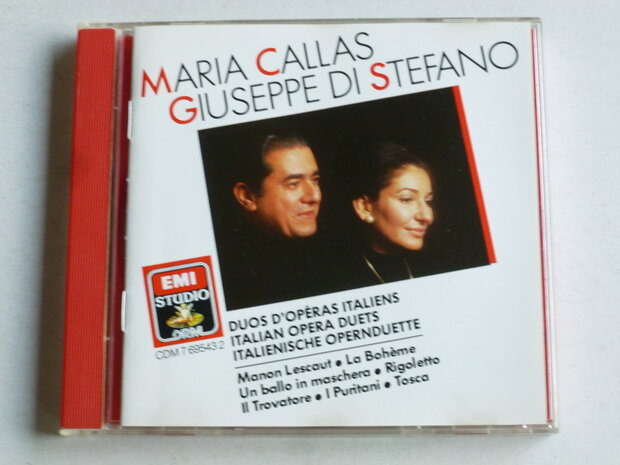 MARIA CALLAS
GIUSEPPE DI STEFANO
EMI
STUDIO
DRM
CDM 7 69543 2
DUOS D'OPÉRAS ITALIENS
ITALIAN OPERA DUETS
ITALIENISCHE OPERNDUETTE
Manon Lescaut • La Bohème
Un ballo in maschera • Rigoletto
Il Trovatore • I Puritani • Tosca